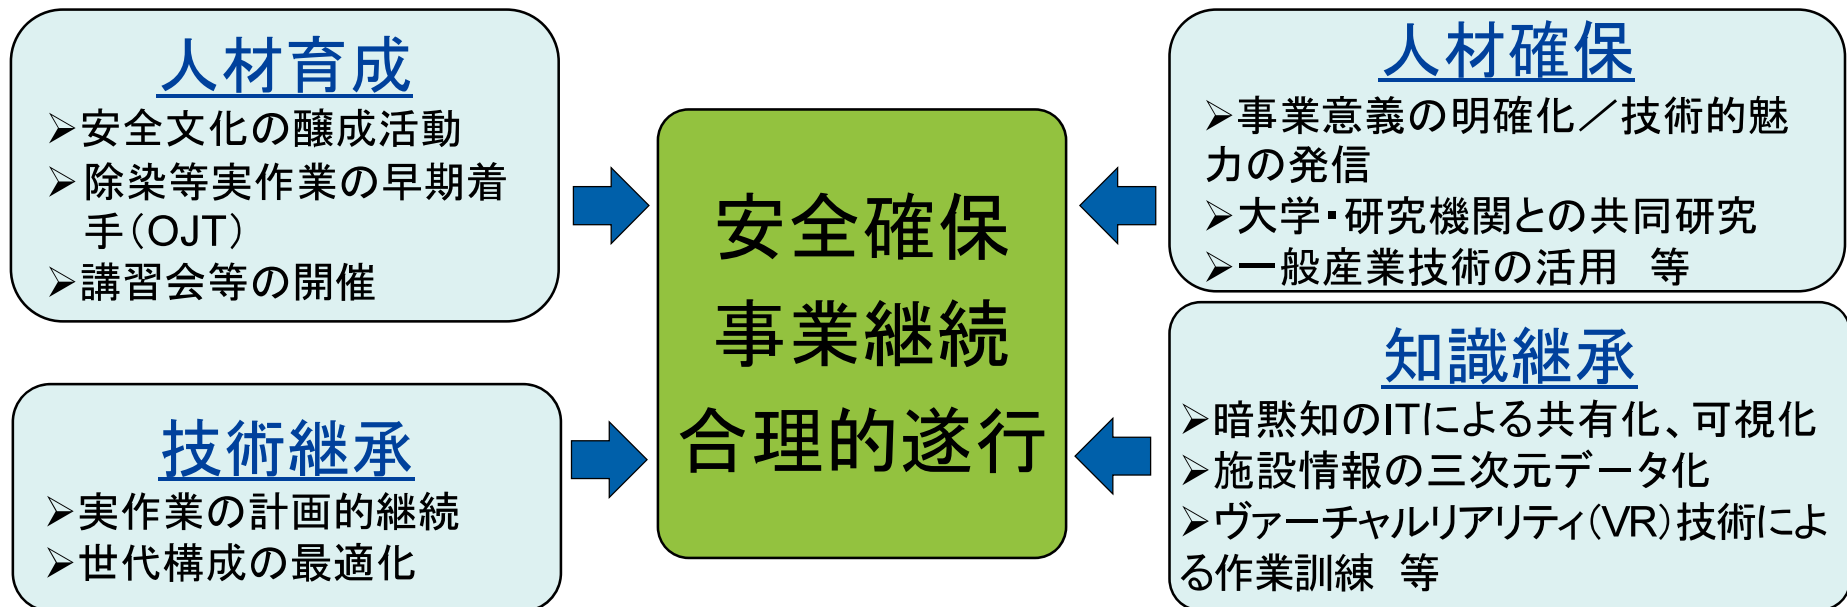 人材育成
➢安全文化の醸成活動
➢除染等実作業の早期着
手(OJT)
➢講習会等の開催
技術継承
➢実作業の計画的継続
➢世代構成の最適化
安全確保
事業継続
合理的遂行
人材確保
➢事業意義の明確化／技術的魅
力の発信
➢大学・研究機関との共同研究
➢一般産業技術の活用　等
知識継承
➢暗黙知のITによる共有化、可視化
➢施設情報の三次元データ化
➢ヴァーチャルリアリティ(VR)技術によ
る作業訓練　等